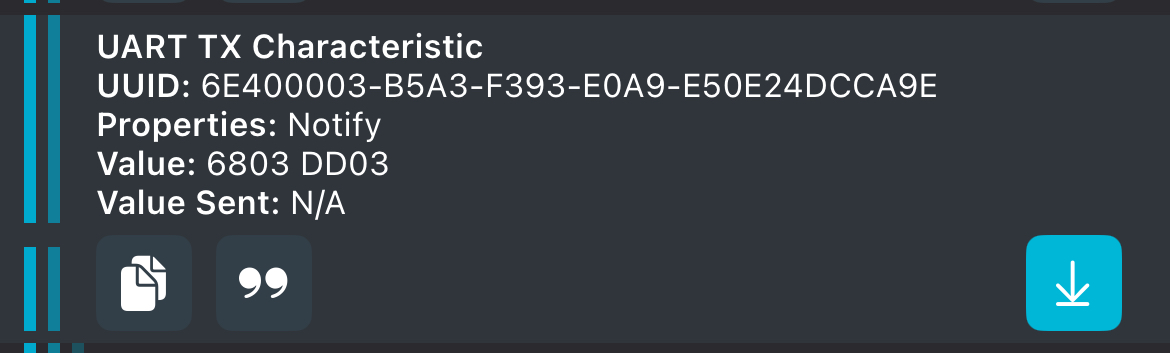 UART TX Characteristic
UUID: 6E400003-B5A3-F393-E0A9-E50E24DCCA9E
Properties: Notify
Value: 6803 DD03
Value Sent: N/A